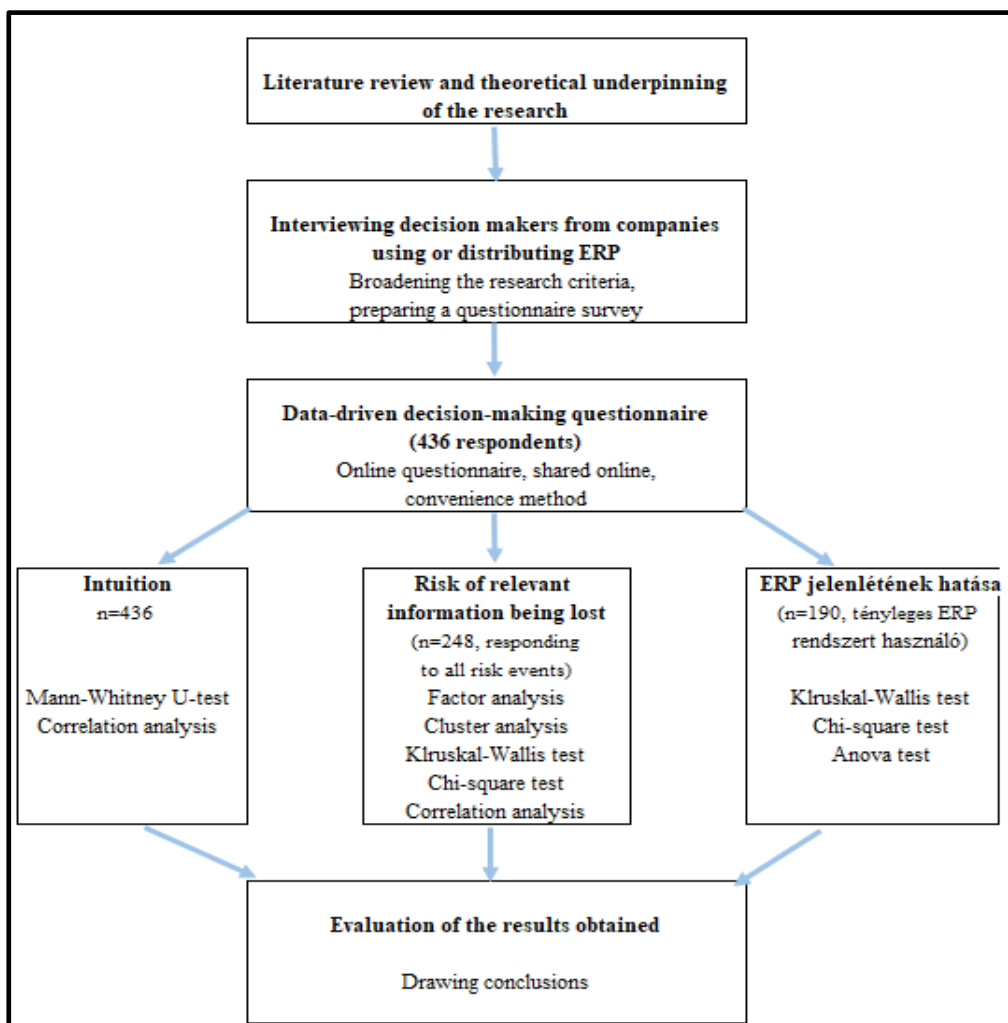 Literature review and theoretical underpinning
of the research
Interviewing decision makers from companies
using or distributing ERP
Broadening the research criteria,
preparing a questionnaire survey
Data-driven decision-making questionnaire
(436 respondents)
Online questionnaire, shared online,
convenience method
Intuition
n=436
Mann-Whitney U-test
Correlation analysis
Risk of relevant
information being lost
(n=248, responding
to all risk events)
Factor analysis
Cluster analysis
Klruskal-Wallis test
Chi-square test
Correlation analysis
ERP jelenlétének hatása
(n=190, tényleges ERP
rendszert használó)
Klruskal-Wallis test
Chi-square test
Anova test
Evaluation of the results obtained
Drawing conclusions